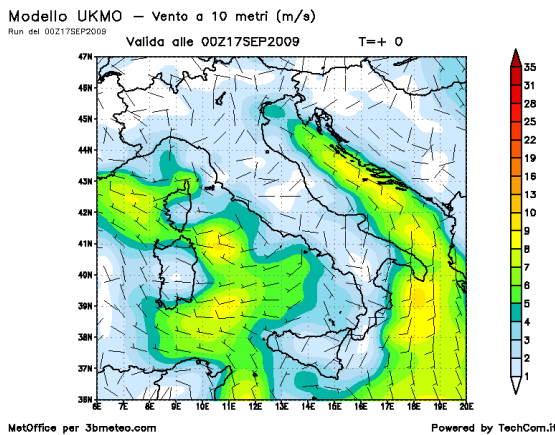 Modello UKMO - Vento a 10 metri (m/s)
Run del 00Z17SEP2009
Valida alle 00Z17SEP2009 T=+ 0
47N
46N
45N
44N
43N
42N
41N
40N
39N
38N
37N
36N
6E 7E 8E 9E 10E 11E 12E 13E 14E 15E 16E 17E 18E 19E 20E
35
31
28
25
22
19
16
13
10
9
8
7
6
5
4
3
2
1
MetOffice per 3bmeteo.com Powered by TechCom.it